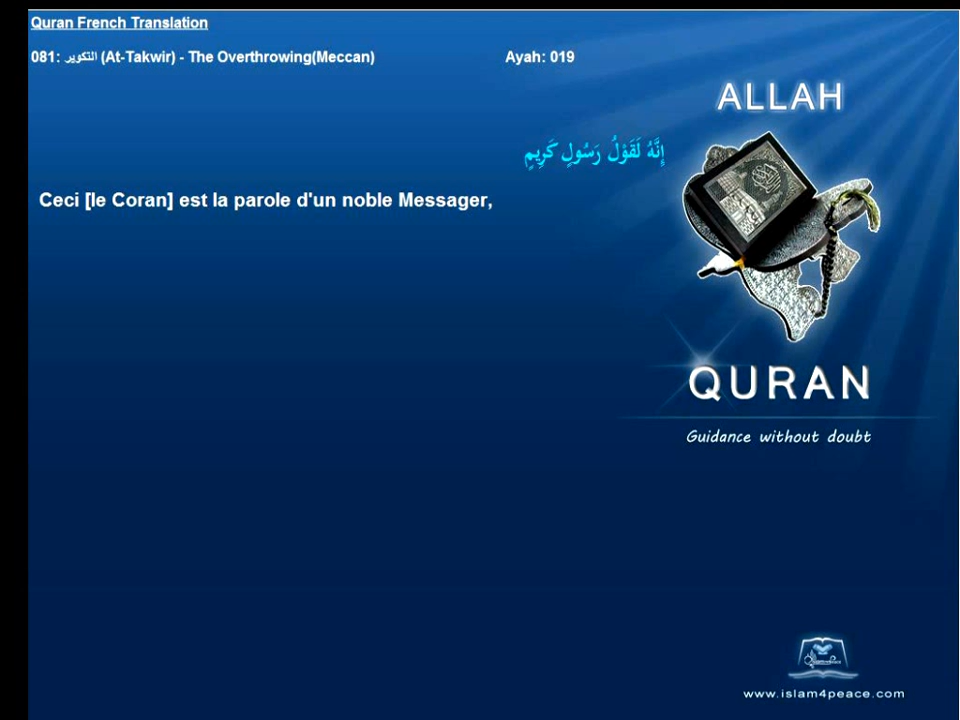 Quran French Translation
081: التكوير (At-Takwir) - The Overthrowing(Meccan) Ayah: 019
ALLAH
إِنَّهُ لَقَوْلُ رَسُولٍ كَرِيمٍ
Ceci [le Coran] est la parole d'un noble Messager,
QURAN
Guidance without doubt
www.islam4peace.com